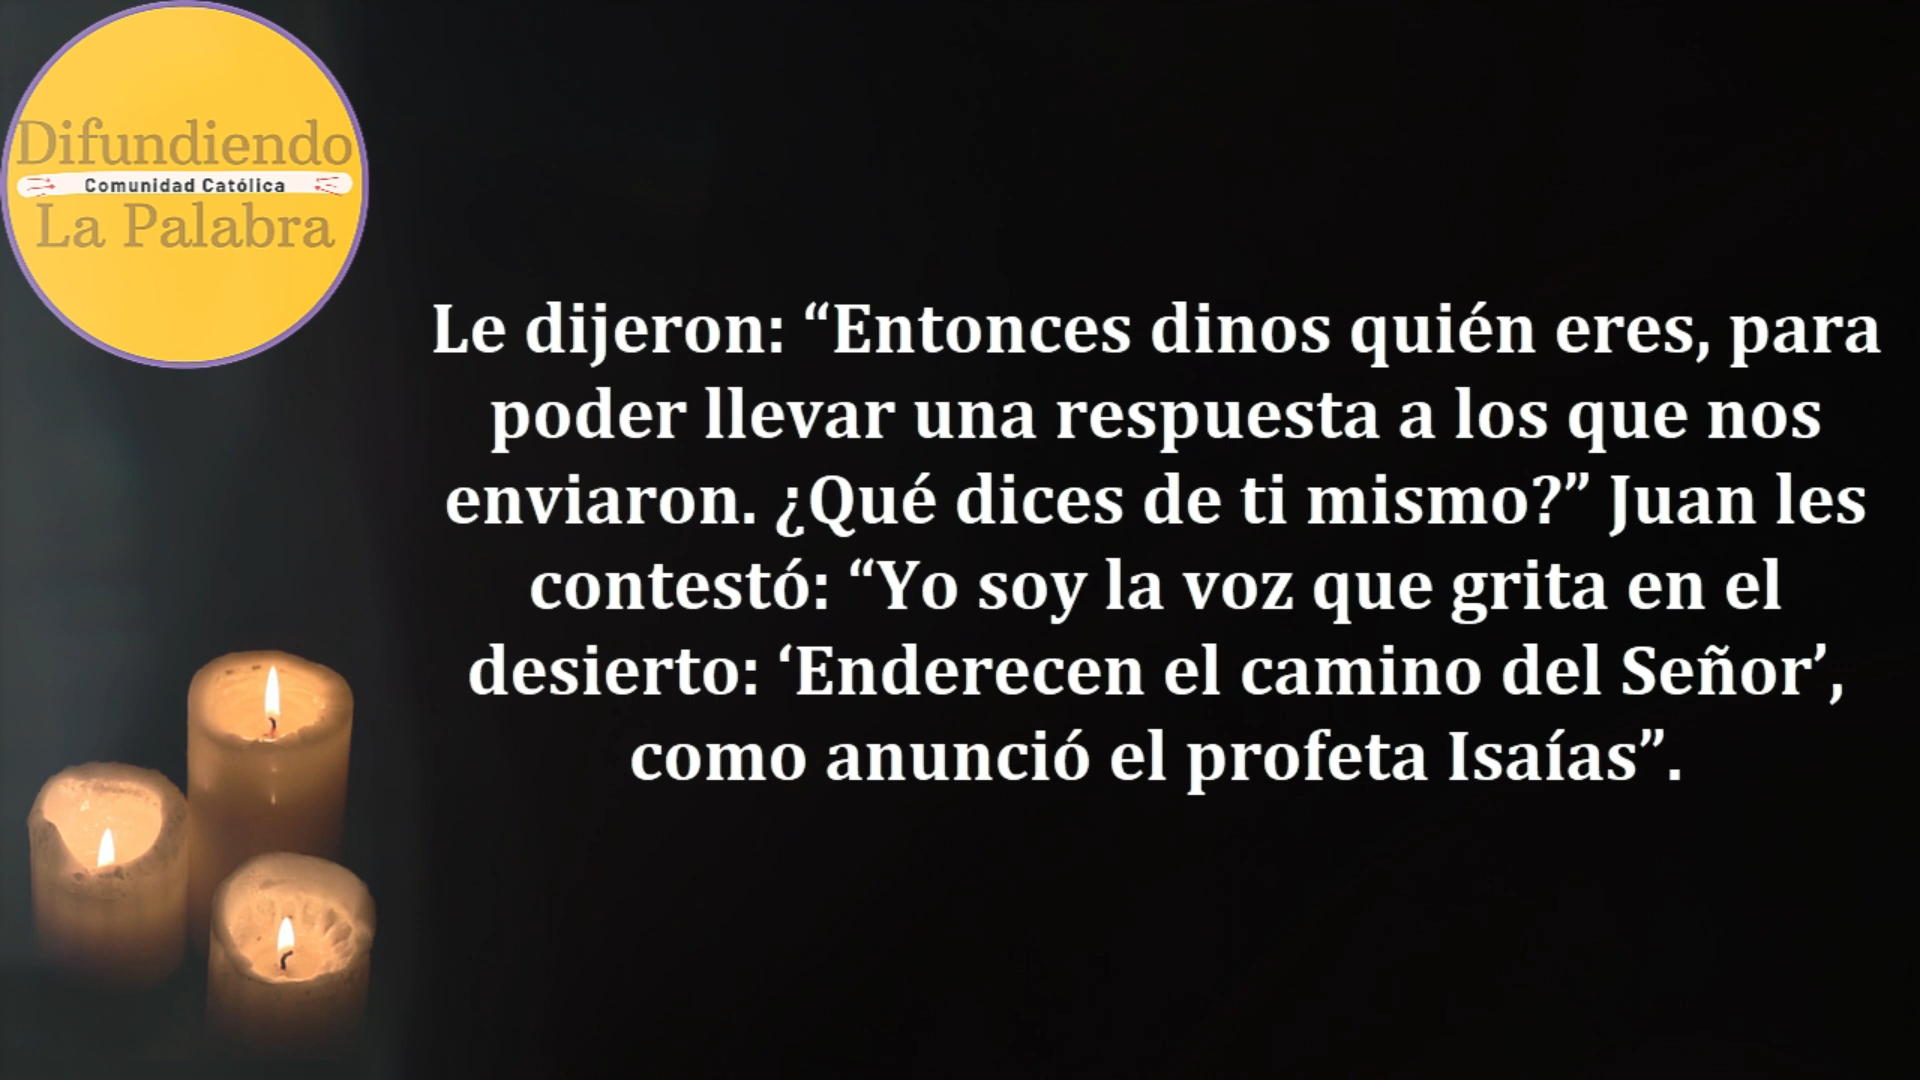 Difundiendo
Comunidad Católica
La Palabra
Le dijeron: “Entonces dinos quién eres, para
poder llevar una respuesta a los que nos
enviaron. ¿Qué dices de ti mismo?” Juan les
contestó: “Yo soy la voz que grita en el
desierto: ‘Enderecen el camino del Señor’,
como anunció el profeta Isaías”.